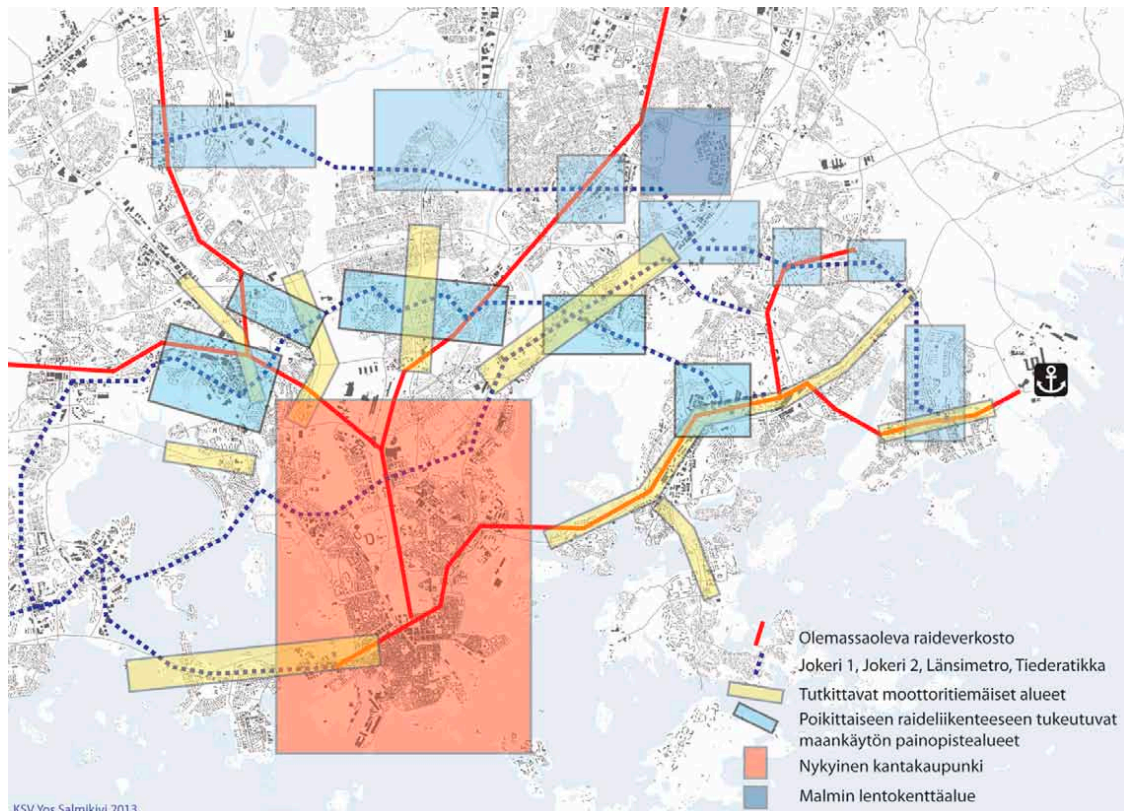 Olemassaoleva raideverkosto
Jokeri 1, Jokeri 2, Länsimetro, Tiederatikka
Tutkittavat moottoritiemäiset alueet
Poikittaiseen raideliikenteeseen tukeutuvat
maankäytön painopistealueet
Nykyinen kantakaupunki
Malmin lentokenttäalue
KSV Yos Salmikivi 2013